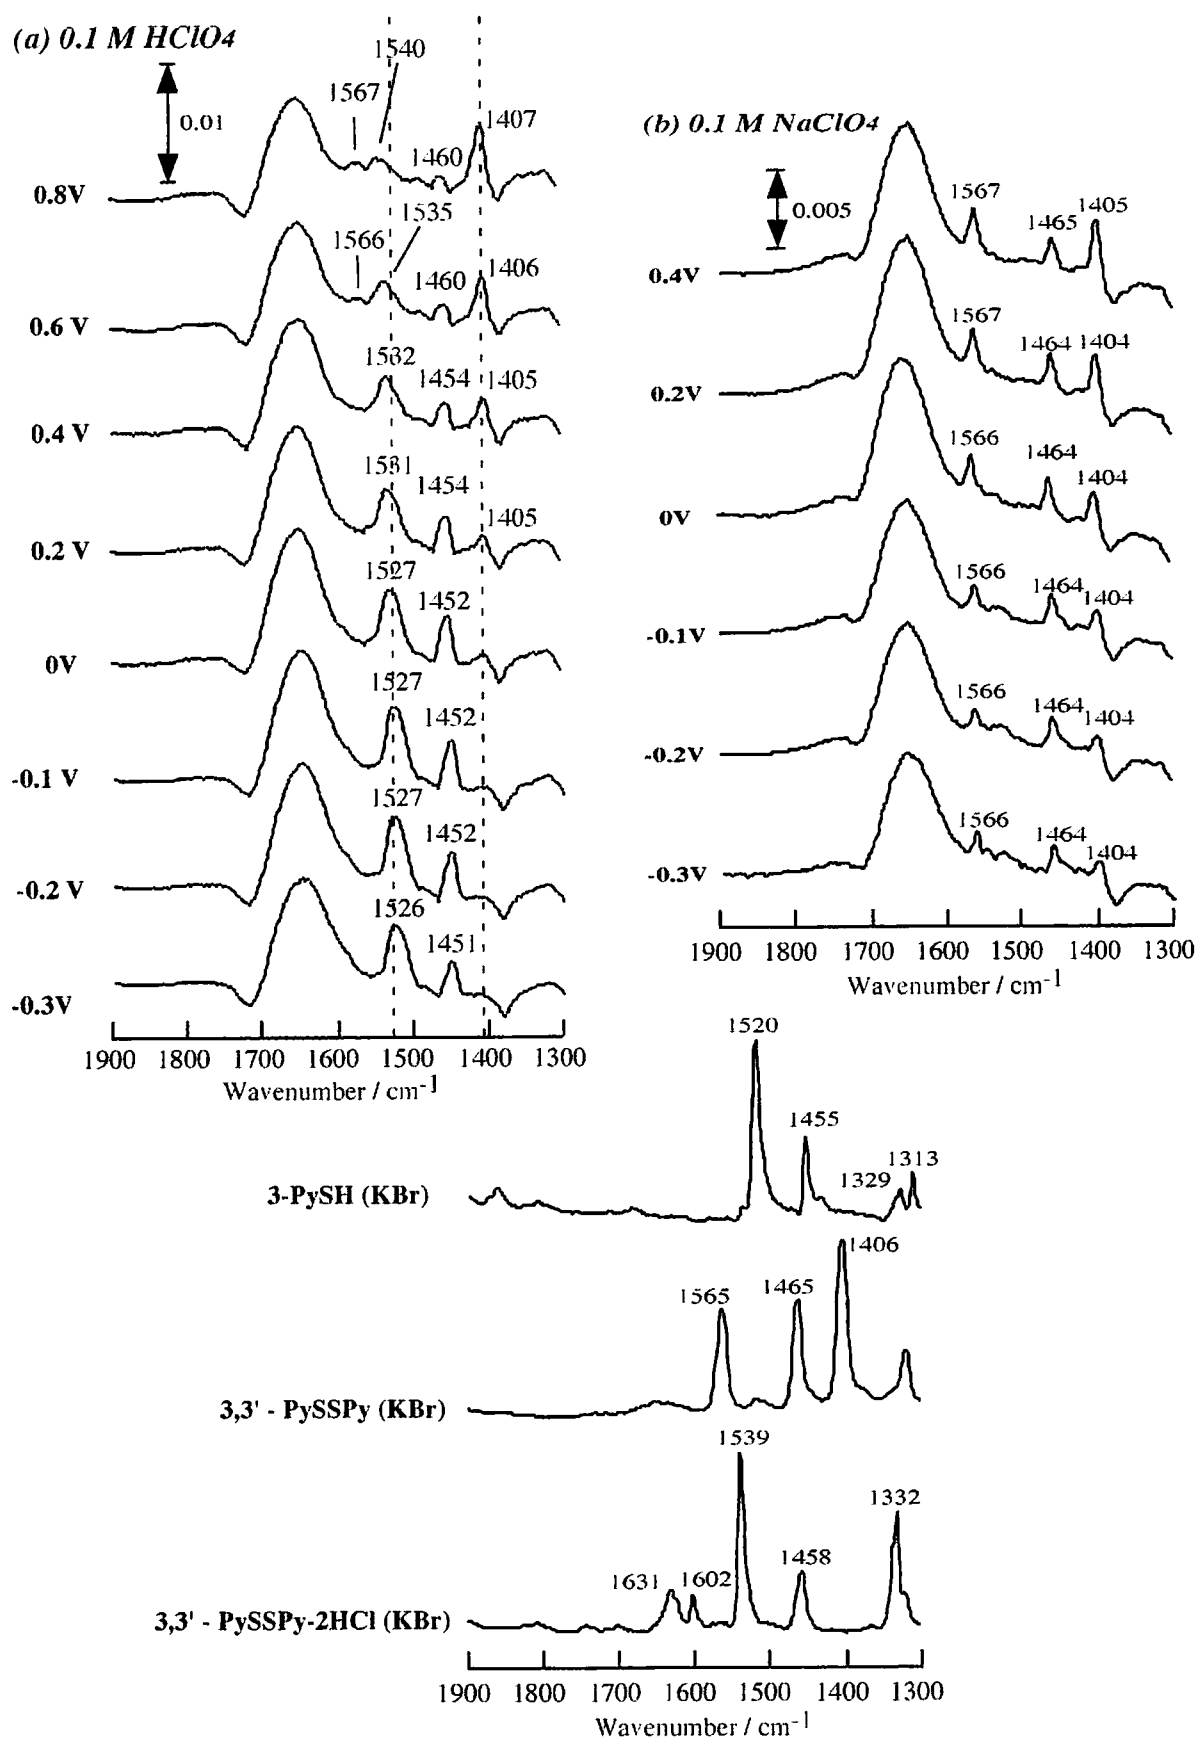 (a) 0.1 M HClO4
0.01
1567
1540
1460
1407
0.8V
1566
1535
1460
1406
0.6 V
1532
1454
1405
0.4 V
1531
1454
1405
0.2 V
1527
1452
0V
1527
1452
-0.1 V
1527
1452
-0.2 V
1526
1451
-0.3V
1900 1800 1700 1600 1500 1400 1300
Wavenumber / cm-1
(b) 0.1 M NaClO4
0.005
1567
1465
1405
0.4V
1567
1464 1404
0.2V
1566
1464
1404
0V
1566
1464
1404
-0.1V
1566
1464
1404
-0.2V
1566
1464
1404
-0.3V
1900 1800 1700 1600 1500 1400 1300
Wavenumber / cm-1
1520
1455
1329
1313
3-PySH (KBr)
1565
1465
1406
3,3' - PySSPy (KBr)
1631
1602
1539
1458
1332
3,3' - PySSPy-2HCl (KBr)
1900 1800 1700 1600 1500 1400 1300
Wavenumber / cm-1